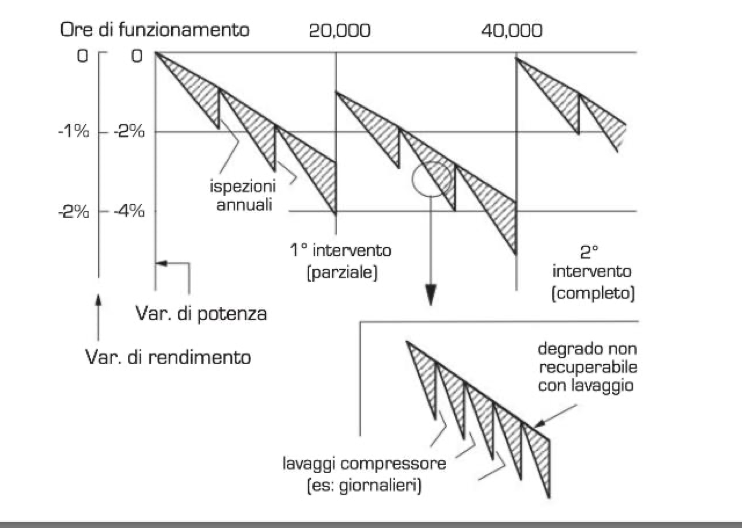 Ore di funzionamento 20,000 40,000
0 0
-1% -2%
ispezioni
annuali
-2% -4%
1° intervento
(parziale)
2°
intervento
(completo)
Var. di potenza
Var. di rendimento
degrado non
recuperabile
con lavaggio
lavaggi compressore
(es: giornalieri)